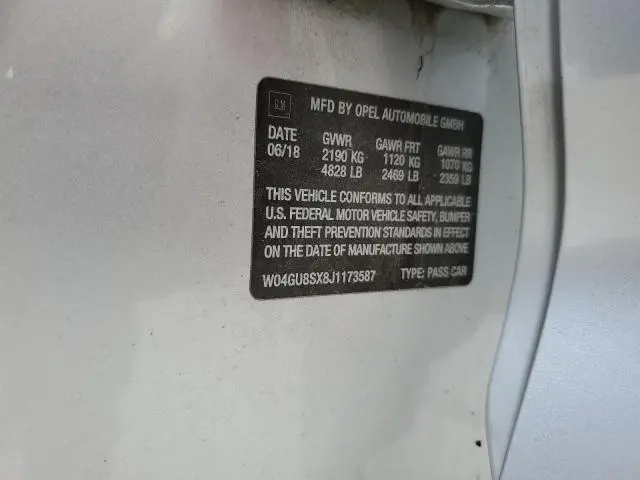 GM
MFD BY OPEL AUTOMOBILE GMBH
DATE GVWR GAWR FRT GAWR RR
06/18 2190 KG 1120 KG 1070 KG
4828 LB 2469 LB 2359 LB
THIS VEHICLE CONFORMS TO ALL APPLICABLE
U.S. FEDERAL MOTOR VEHICLE SAFETY, BUMPER
AND THEFT PREVENTION STANDARDS IN EFFECT
ON THE DATE OF MANUFACTURE SHOWN ABOVE
W04GU8SX8J1173587 TYPE: PASS CAR